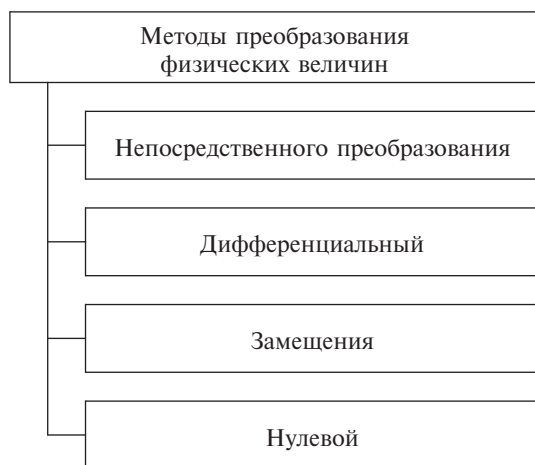 Методы преобразования
физических величин
Непосредственного преобразования
Дифференциальный
Замещения
Нулевой